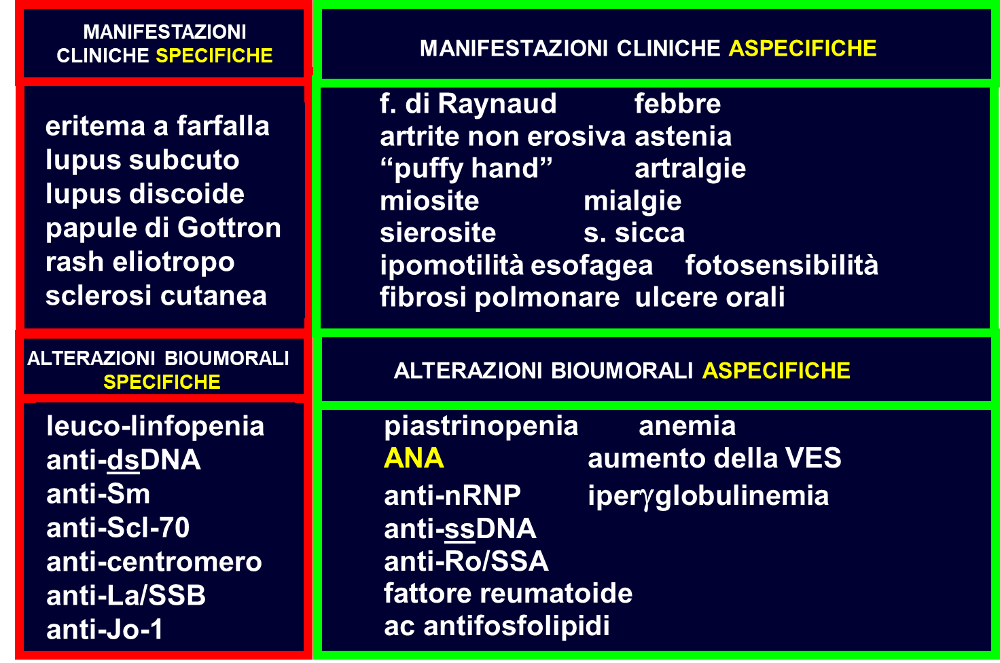 MANIFESTAZIONI
CLINICHE SPECIFICHE
MANIFESTAZIONI CLINICHE ASPECIFICHE
eritema a farfalla
lupus subcuto
lupus discoide
papule di Gottron
rash eliotropo
sclerosi cutanea
f. di Raynaud febbre
artrite non erosiva astenia
“puffy hand” artralgie
miosite mialgie
sierosite s. sicca
ipomotilità esofagea fotosensibilità
fibrosi polmonare ulcere orali
ALTERAZIONI BIOUMORALI
SPECIFICHE
ALTERAZIONI BIOUMORALI ASPECIFICHE
leuco-linfopenia
anti-dsDNA
anti-Sm
anti-Scl-70
anti-centromero
anti-La/SSB
anti-Jo-1
piastrinopenia anemia
ANA aumento della VES
anti-nRNP iperγglobulinemia
anti-ssDNA
anti-Ro/SSA
fattore reumatoide
ac antifosfolipidi